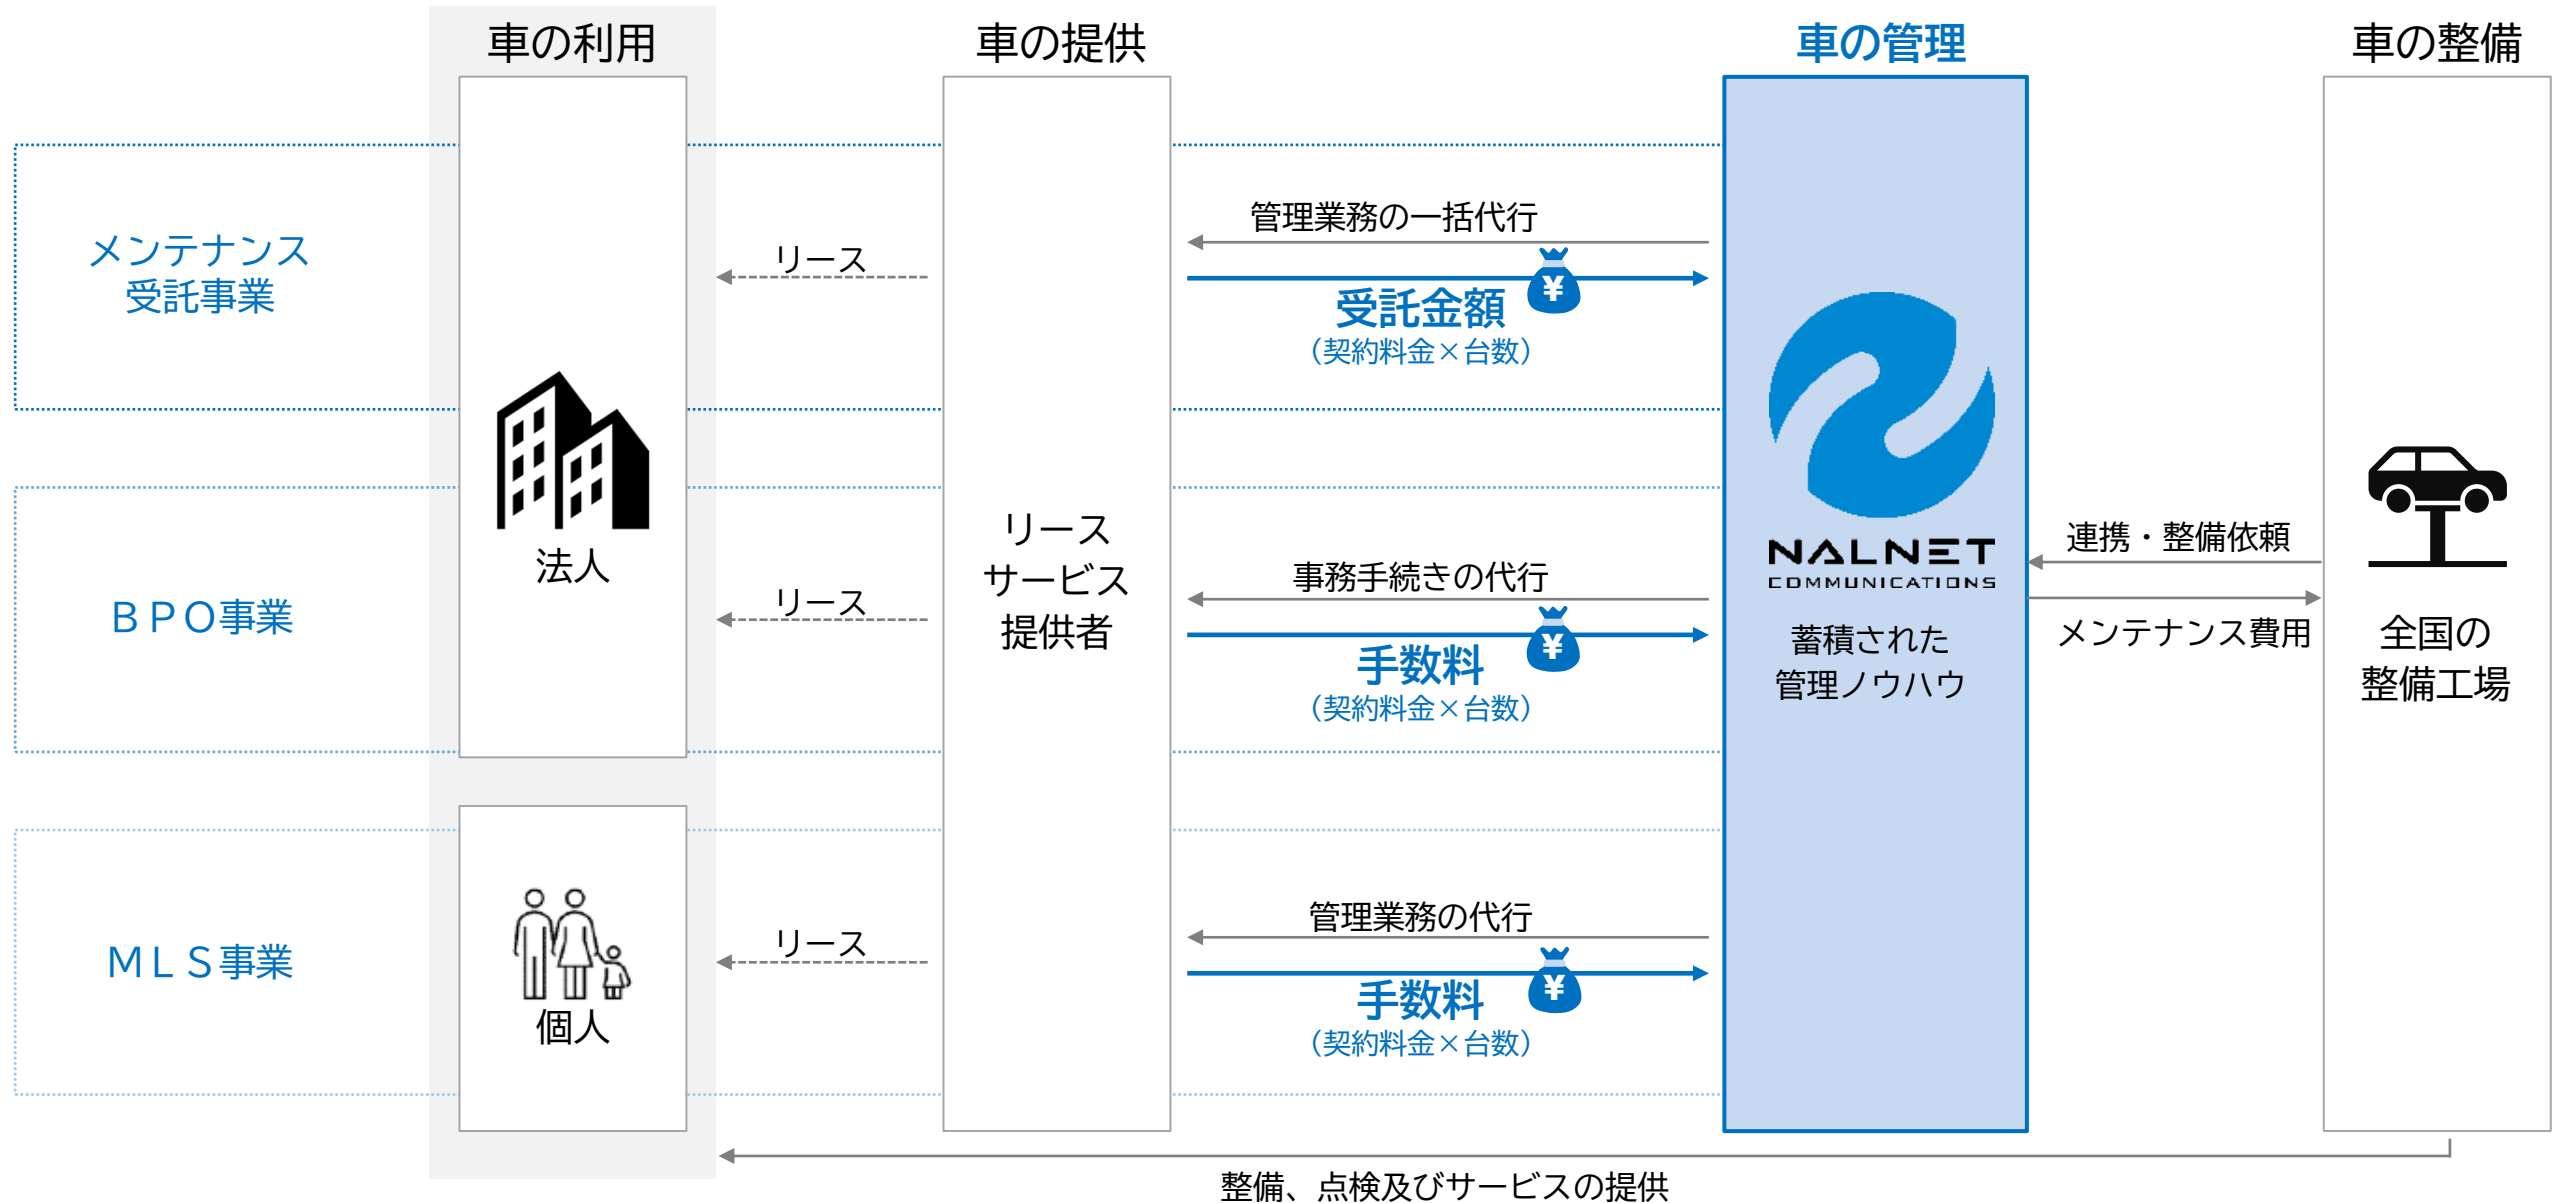 車の利用
車の提供
車の管理
車の整備
メンテナンス
受託事業
リース
管理業務の一括代行
¥
受託金額
（契約料金×台数）
法人
ＢＰＯ事業
リース
リース
サービス
提供者
事務手続きの代行
¥
手数料
（契約料金×台数）
NALNET
COMMUNICATIONS
蓄積された
管理ノウハウ
連携・整備依頼
メンテナンス費用
全国の
整備工場
ＭＬＳ事業
個人
リース
管理業務の代行
¥
手数料
（契約料金×台数）
整備、点検及びサービスの提供